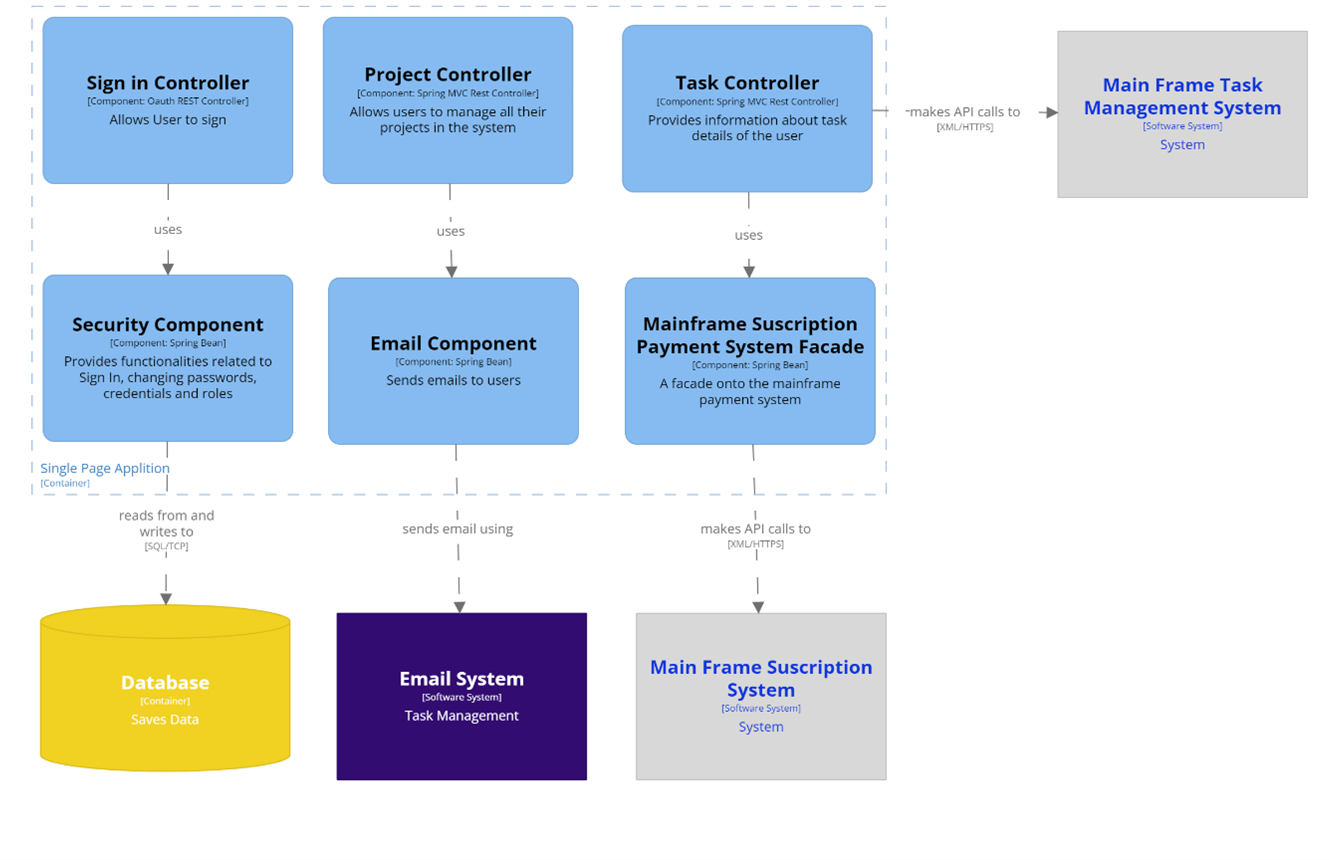 Sign in Controller
[Component: Oauth REST Controller]
Allows User to sign
Project Controller
[Component: Spring MVC Rest Controller]
Allows users to manage all their
projects in the system
Task Controller
[Component: Spring MVC Rest Controller]
Provides information about task
details of the user
makes API calls to
[XML/HTTPS]
Main Frame Task
Management System
[Software System]
System
uses
uses
uses
Security Component
[Component: Spring Bean]
Provides functionalities related to
Sign In, changing passwords,
credentials and roles
Email Component
[Component: Spring Bean]
Sends emails to users
Mainframe Suscription
Payment System Facade
[Component: Spring Bean]
A facade onto the mainframe
payment system
Single Page Applition
[Container]
reads from and
writes to
[SQL/TCP]
sends email using
makes API calls to
[XML/HTTPS]
Database
[Container]
Saves Data
Email System
[Software System]
Task Management
Main Frame Suscription
System
[Software System]
System